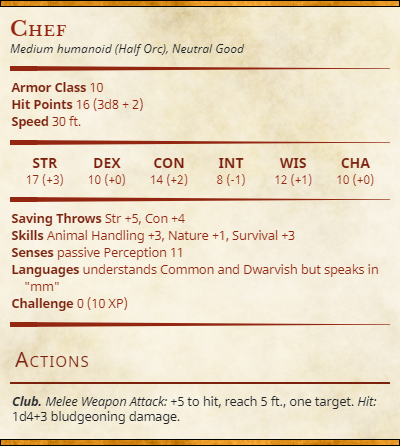 Chef
Medium humanoid (Half Orc), Neutral Good
Armor Class 10
Hit Points 16 (3d8 + 2)
Speed 30 ft.
STR DEX CON INT WIS CHA
17 (+3) 10 (+0) 14 (+2) 8 (-1) 12 (+1) 10 (+0)
Saving Throws Str +5, Con +4
Skills Animal Handling +3, Nature +1, Survival +3
Senses passive Perception 11
Languages understands Common and Dwarvish but speaks in
"mm"
Challenge 0 (10 XP)
Actions
Club. Melee Weapon Attack: +5 to hit, reach 5 ft., one target. Hit:
1d4+3 bludgeoning damage.